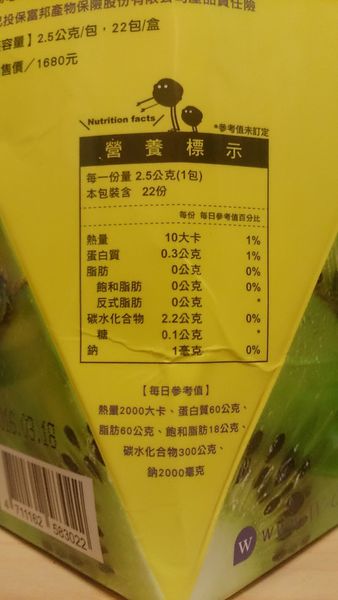 投保富邦產物保險股份有限公司產品責任險
容量】2.5公克/包，22包/盒
售價／1680元
Nutrition facts
*參考值未訂定
營養標示
每一份量 2.5公克(1包)
本包裝含 22份
每份 每日參考值百分比
熱量 10大卡 1%
蛋白質 0.3公克 1%
脂肪 0公克 0%
飽和脂肪 0公克 0%
反式脂肪 0公克 *
碳水化合物 2.2公克 0%
糖 0.1公克 *
鈉 1毫克 0%
【每日參考值】
熱量2000大卡、蛋白質60公克、
脂肪60公克、飽和脂肪18公克、
碳水化合物300公克、
鈉2000毫克
03.18
4 711162 583022
W